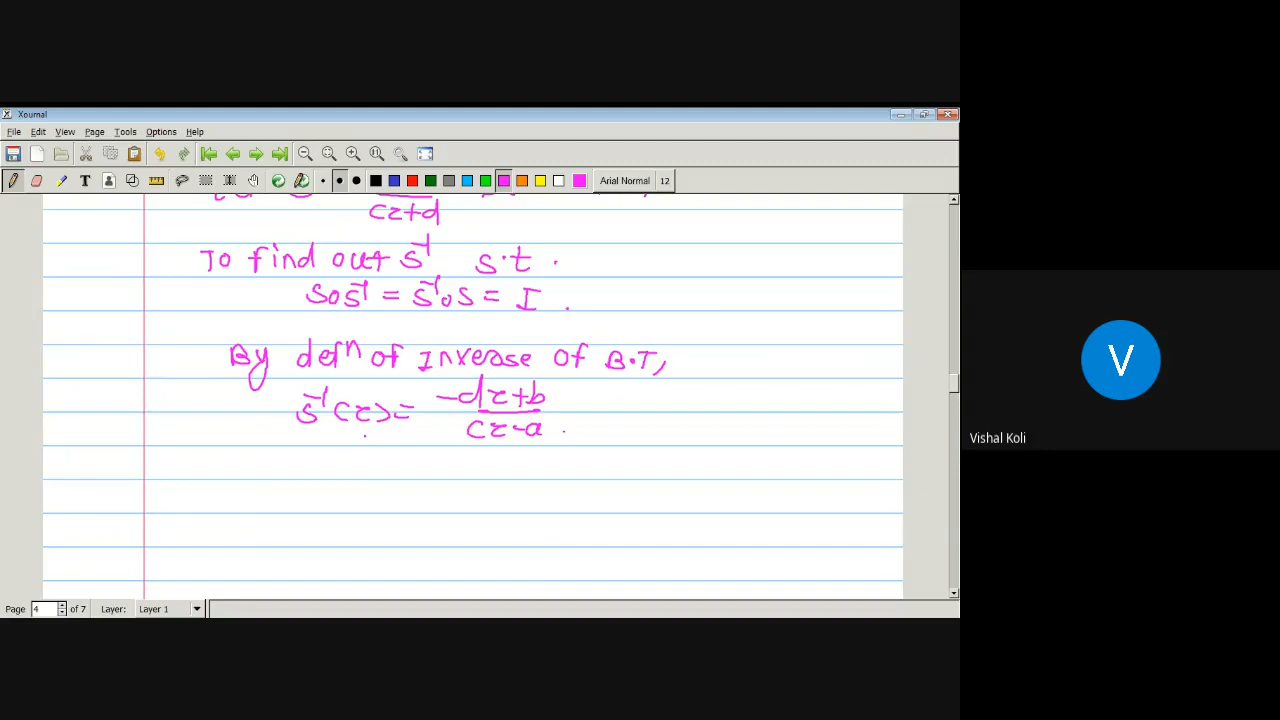 Xournal
File Edit View Page Tools Options Help
Arial Normal 12
cz+d
To find out S⁻¹ s.t.
SoS⁻¹ = S⁻¹oS = I .
By defⁿ of Inverse of B.T,
S⁻¹(z) = -dz+b
cz-a .
V
Vishal Koli
Page 4 of 7 Layer: Layer 1